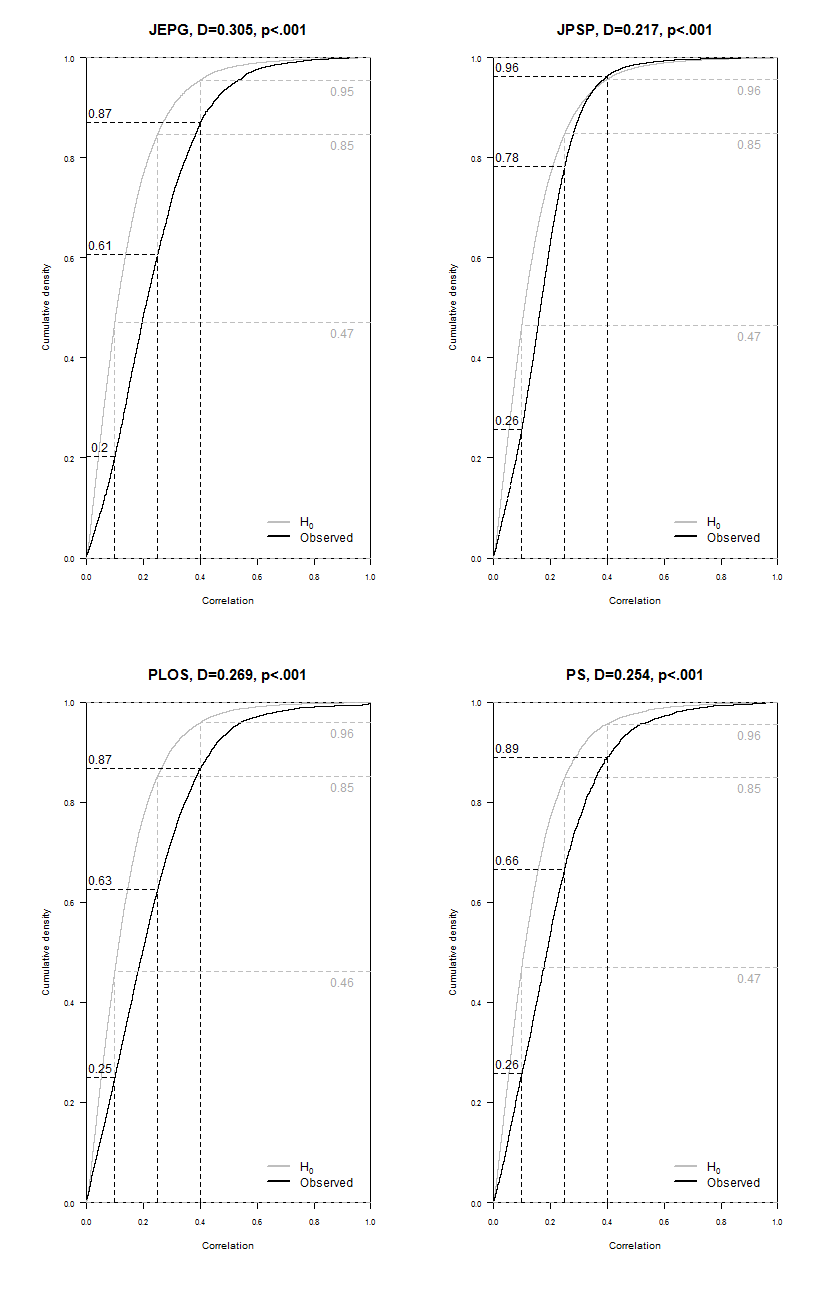 JEPG, D=0.305, p<.001
1.0
0.95
0.87
0.85
0.8
0.61
0.6
0.47
0.4
0.2
0.2
0.0
Cumulative density
H0
Observed
0.0 0.2 0.4 0.6 0.8 1.0
Correlation
JPSP, D=0.217, p<.001
1.0
0.96
0.96
0.85
0.8
0.78
0.6
0.47
0.4
0.26
0.2
0.0
Cumulative density
H0
Observed
0.0 0.2 0.4 0.6 0.8 1.0
Correlation
PLOS, D=0.269, p<.001
1.0
0.96
0.87
0.85
0.8
0.63
0.6
0.46
0.4
0.25
0.2
0.0
Cumulative density
H0
Observed
0.0 0.2 0.4 0.6 0.8 1.0
Correlation
PS, D=0.254, p<.001
1.0
0.96
0.89
0.85
0.8
0.66
0.6
0.47
0.4
0.26
0.2
0.0
Cumulative density
H0
Observed
0.0 0.2 0.4 0.6 0.8 1.0
Correlation